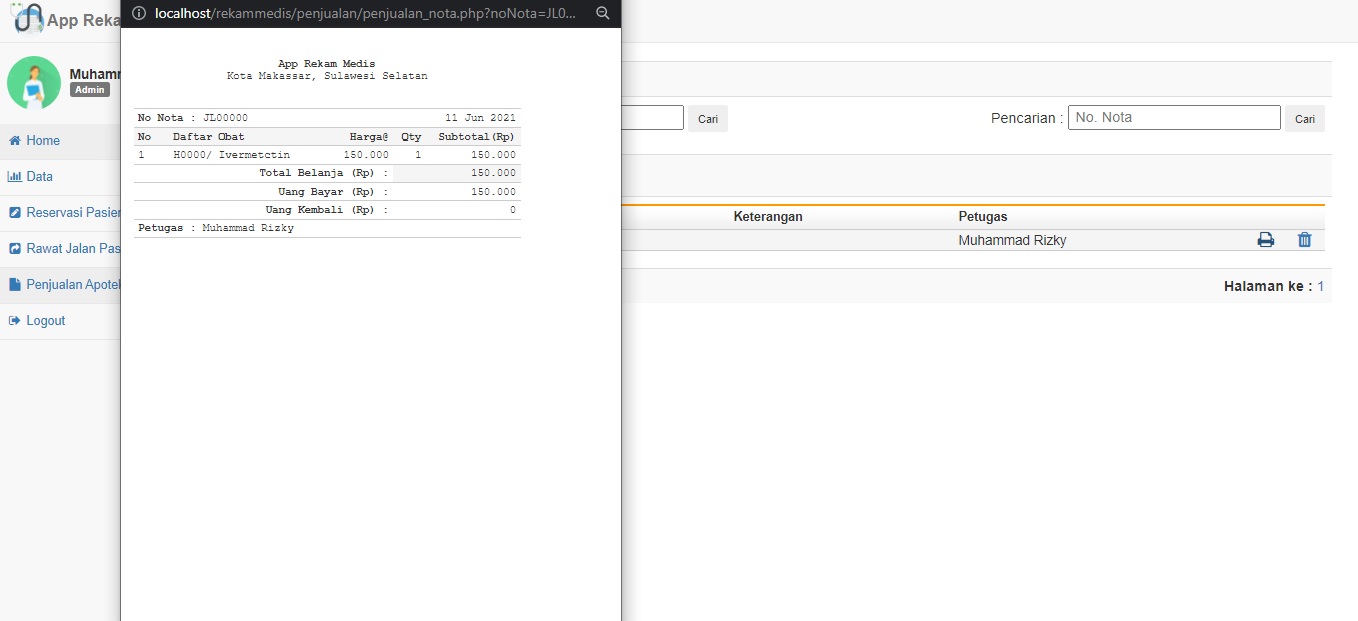 App Reka
localhost/rekammedis/penjualan/penjualan_nota.php?noNota=JL0...
Muhamm
Admin
Home
Data
Reservasi Pasien
Rawat Jalan Pas
Penjualan Apotek
Logout
App Rekam Medis
Kota Makassar, Sulawesi Selatan
No Nota : JL00000 11 Jun 2021
No Daftar Obat Harga@ Qty Subtotal(Rp)
1 H0000/ Ivermetctin 150.000 1 150.000
Total Belanja (Rp) : 150.000
Uang Bayar (Rp) : 150.000
Uang Kembali (Rp) : 0
Petugas : Muhammad Rizky
Cari Pencarian : No. Nota Cari
Keterangan Petugas
Muhammad Rizky
Halaman ke : 1